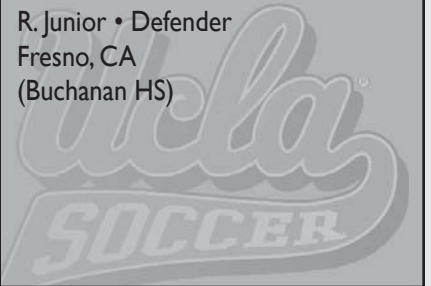 R. Junior • Defender
Fresno, CA
(Buchanan HS)
Ucla
SOCCER